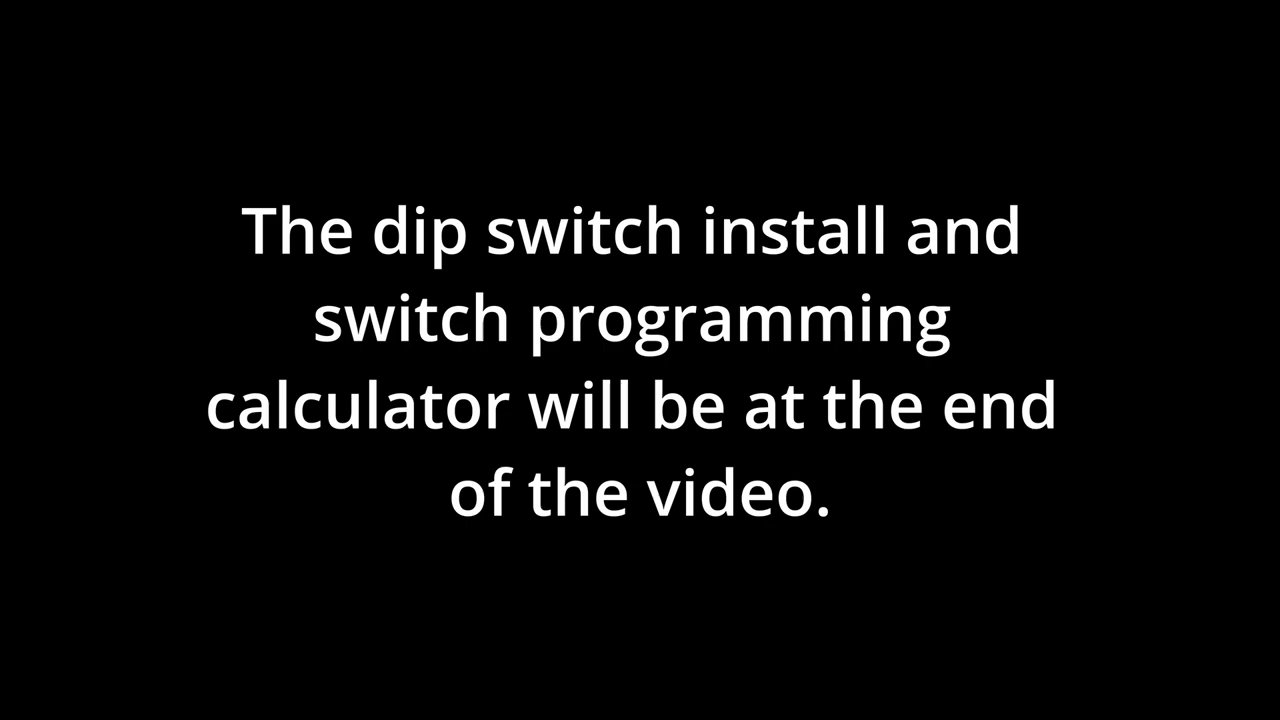 The dip switch install and
switch programming
calculator will be at the end
of the video.